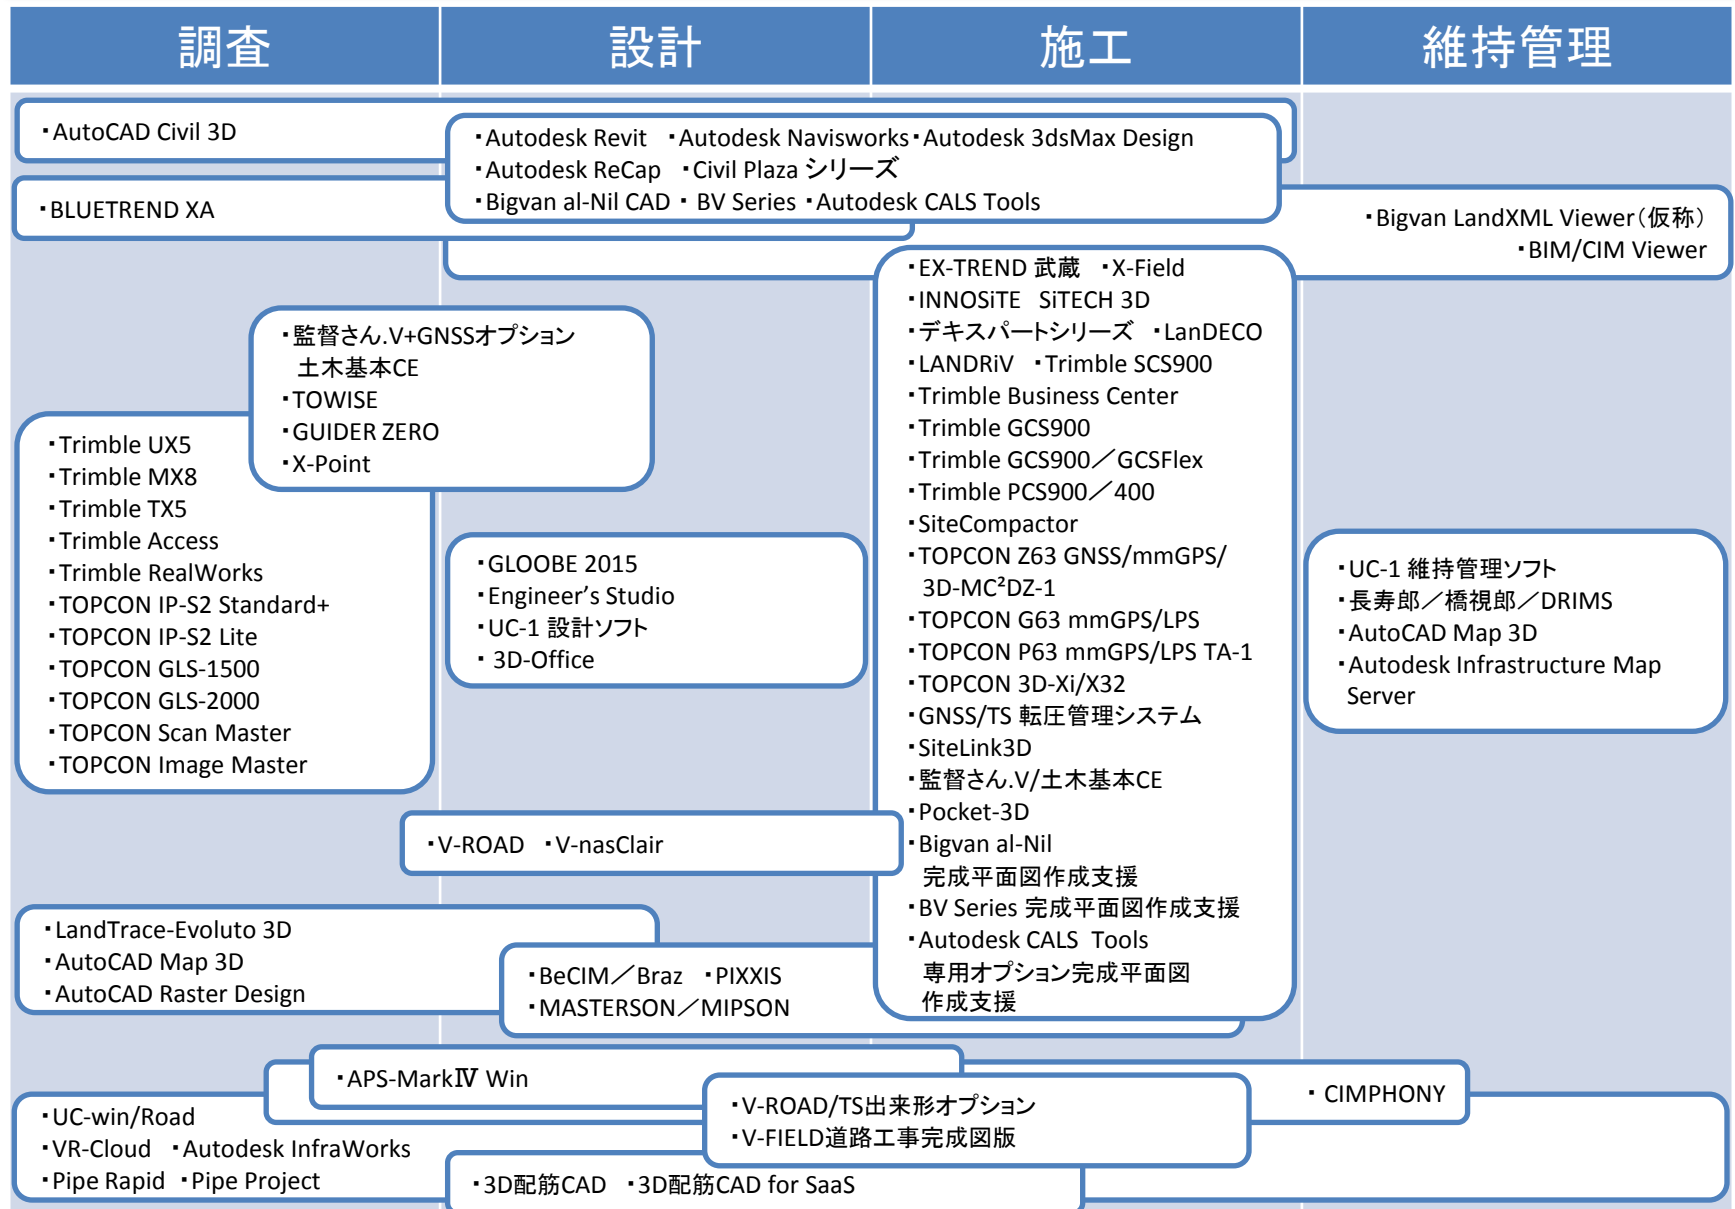 調査
設計
施工
維持管理
・AutoCAD Civil 3D
・Autodesk Revit ・Autodesk Navisworks・Autodesk 3dsMax Design
・Autodesk ReCap ・Civil Plaza シリーズ
・Bigvan al-Nil CAD ・ BV Series ・Autodesk CALS Tools
・BLUETREND XA
・Bigvan LandXML Viewer（仮称）
・BIM/CIM Viewer
・監督さん.V+GNSSオプション
土木基本CE
・TOWISE
・GUIDER ZERO
・X-Point
・Trimble UX5
・Trimble MX8
・Trimble TX5
・Trimble Access
・Trimble RealWorks
・TOPCON IP-S2 Standard+
・TOPCON IP-S2 Lite
・TOPCON GLS-1500
・TOPCON GLS-2000
・TOPCON Scan Master
・TOPCON Image Master
・GLOOBE 2015
・Engineer’s Studio
・UC-1 設計ソフト
・ 3D-Office
・EX-TREND 武蔵 ・X-Field
・INNOSiTE SiTECH 3D
・デキスパートシリーズ ・LanDECO
・LANDRiV ・Trimble SCS900
・Trimble Business Center
・Trimble GCS900
・Trimble GCS900／GCSFlex
・Trimble PCS900／400
・SiteCompactor
・TOPCON Z63 GNSS/mmGPS/
3D-MC²DZ-1
・TOPCON G63 mmGPS/LPS
・TOPCON P63 mmGPS/LPS TA-1
・TOPCON 3D-Xi/X32
・GNSS/TS 転圧管理システム
・SiteLink3D
・監督さん.V/土木基本CE
・Pocket-3D
・Bigvan al-Nil
完成平面図作成支援
・BV Series 完成平面図作成支援
・Autodesk CALS Tools
専用オプション完成平面図
作成支援
・UC-1 維持管理ソフト
・長寿郎／橋視郎／DRIMS
・AutoCAD Map 3D
・Autodesk Infrastructure Map
Server
・V-ROAD ・V-nasClair
・LandTrace-Evoluto 3D
・AutoCAD Map 3D
・AutoCAD Raster Design
・BeCIM／Braz ・PIXXIS
・MASTERSON／MIPSON
・APS-MarkⅣ Win
・ CIMPHONY
・V-ROAD/TS出来形オプション
・V-FIELD道路工事完成図版
・UC-win/Road
・VR-Cloud ・Autodesk InfraWorks
・Pipe Rapid ・Pipe Project
・3D配筋CAD ・3D配筋CAD for SaaS